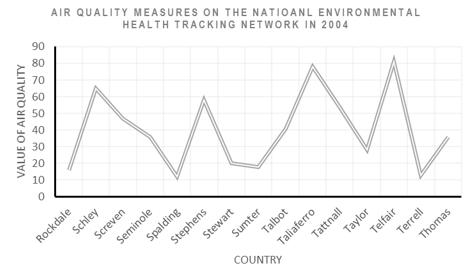 AIR QUALITY MEASURES ON THE NATIOANL ENVIRONMENTAL
HEALTH TRACKING NETWORK IN 2004
VALUE OF AIR QUALITY
90
80
70
60
50
40
30
20
10
0
Rockdale
Schley
Screven
Seminole
Spalding
Stephens
Stewart
Sumter
Talbot
Taliaferro
Tattnall
Taylor
Telfair
Terrell
Thomas
COUNTRY